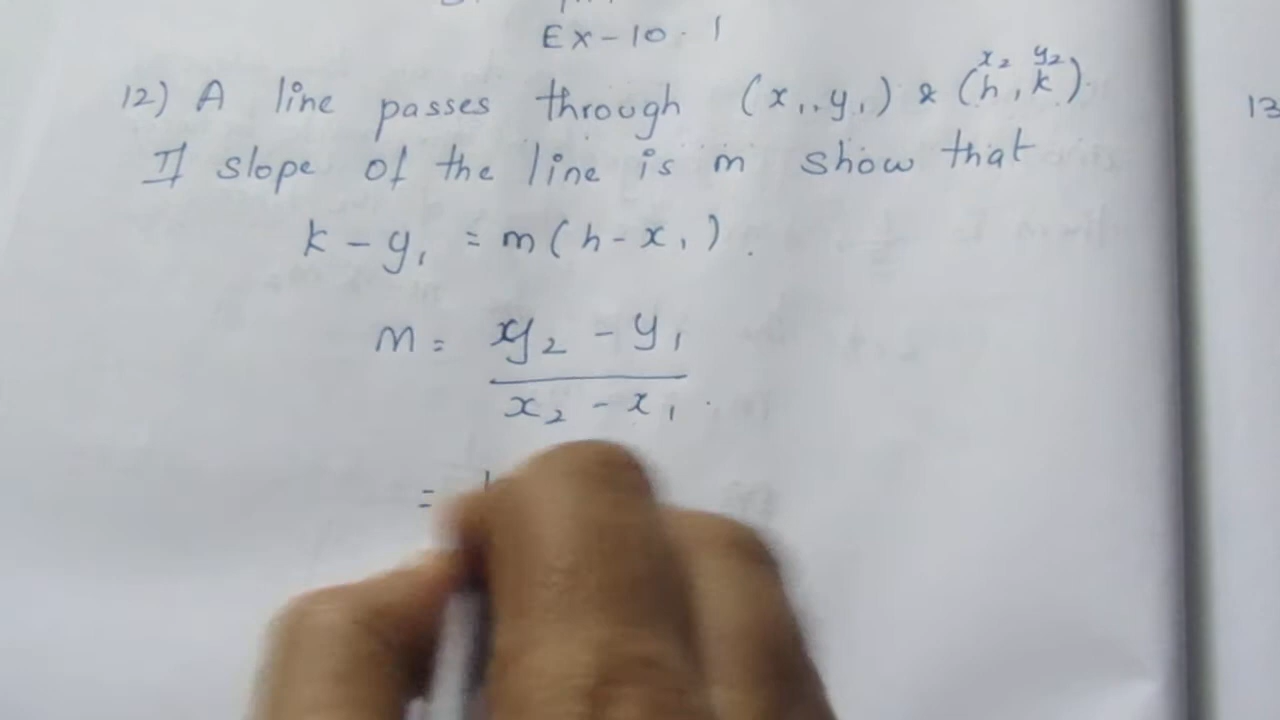 Ex-10.1
x₂ y₂
12) A line passes through (x₁, y₁) & (h, k).
If slope of the line is m show that
k - y₁ = m(h - x₁).
m = y₂ - y₁
x₂ - x₁
=
13